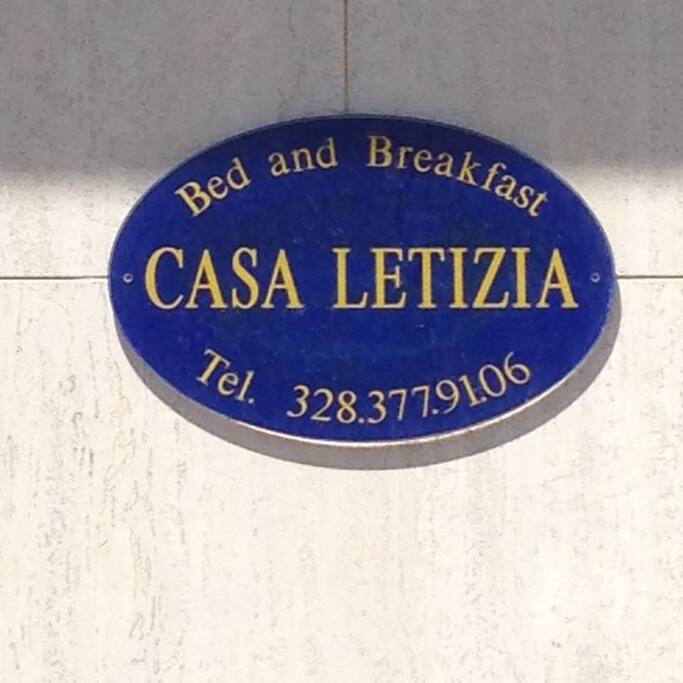 Bed and Breakfast
CASA LETIZIA
Tel. 328.377.91.06